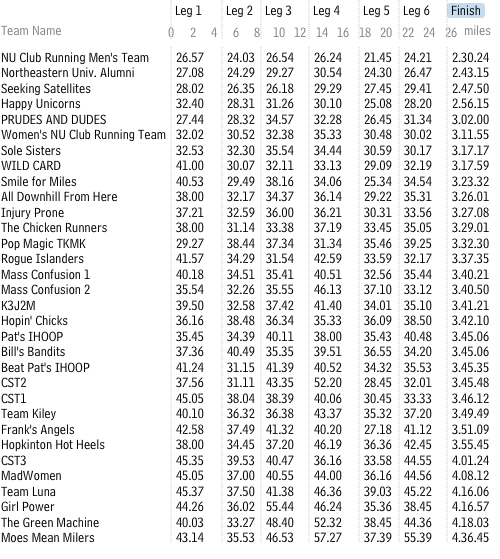 Leg 1 Leg 2 Leg 3 Leg 4 Leg 5 Leg 6 Finish
Team Name 0 2 4 6 8 10 12 14 16 18 20 22 24 26 miles
NU Club Running Men's Team 26.57 24.03 26.54 26.24 21.45 24.21 2.30.24
Northeastern Univ. Alumni 27.08 24.29 29.27 30.54 24.30 26.47 2.43.15
Seeking Satellites 28.02 26.35 26.18 29.29 27.45 29.41 2.47.50
Happy Unicorns 32.40 28.31 31.26 30.10 25.08 28.20 2.56.15
PRUDES AND DUDES 27.44 28.32 34.57 32.28 26.45 31.34 3.02.00
Women's NU Club Running Team 32.02 30.52 32.38 35.33 30.48 30.02 3.11.55
Sole Sisters 32.53 32.30 35.54 34.44 30.59 30.17 3.17.17
WILD CARD 41.00 30.07 32.11 33.13 29.09 32.19 3.17.59
Smile for Miles 40.53 29.49 38.16 34.06 25.34 34.54 3.23.32
All Downhill From Here 38.00 32.17 34.37 36.14 29.22 35.31 3.26.01
Injury Prone 37.21 32.59 36.00 36.21 30.31 33.56 3.27.08
The Chicken Runners 38.00 31.14 33.38 37.19 33.45 35.05 3.29.01
Pop Magic TKMK 29.27 38.44 37.34 31.34 35.46 39.25 3.32.30
Rogue Islanders 41.57 34.29 31.54 42.59 33.59 32.17 3.37.35
Mass Confusion 1 40.18 34.51 35.41 40.51 32.56 35.44 3.40.21
Mass Confusion 2 35.54 32.26 35.55 46.13 37.10 33.12 3.40.50
K3J2M 39.50 32.58 37.42 41.40 34.01 35.10 3.41.21
Hopin' Chicks 36.16 38.48 36.34 35.33 36.09 38.50 3.42.10
Pat's IHOOP 35.45 34.39 40.11 38.00 35.43 40.48 3.45.06
Bill's Bandits 37.36 40.49 35.35 39.51 36.55 34.20 3.45.06
Beat Pat's IHOOP 41.24 31.15 41.39 40.52 34.32 35.53 3.45.35
CST2 37.56 31.11 43.35 52.20 28.45 32.01 3.45.48
CST1 45.05 38.04 38.39 40.06 30.45 33.33 3.46.12
Team Kiley 40.10 36.32 36.38 43.37 35.32 37.20 3.49.49
Frank's Angels 42.58 37.49 41.32 40.20 27.18 41.12 3.51.09
Hopkinton Hot Heels 38.00 34.45 37.20 46.19 36.36 42.45 3.55.45
CST3 45.35 39.53 40.47 36.16 33.58 44.55 4.01.24
MadWomen 45.05 37.00 40.55 44.00 36.16 44.56 4.08.12
Team Luna 45.37 37.50 41.38 46.36 39.03 45.22 4.16.06
Girl Power 44.26 36.02 55.44 46.24 35.36 38.45 4.16.57
The Green Machine 40.03 33.27 48.40 52.32 38.45 44.36 4.18.03
Moes Mean Milers 43.14 35.53 46.53 57.27 37.39 55.39 4.36.45